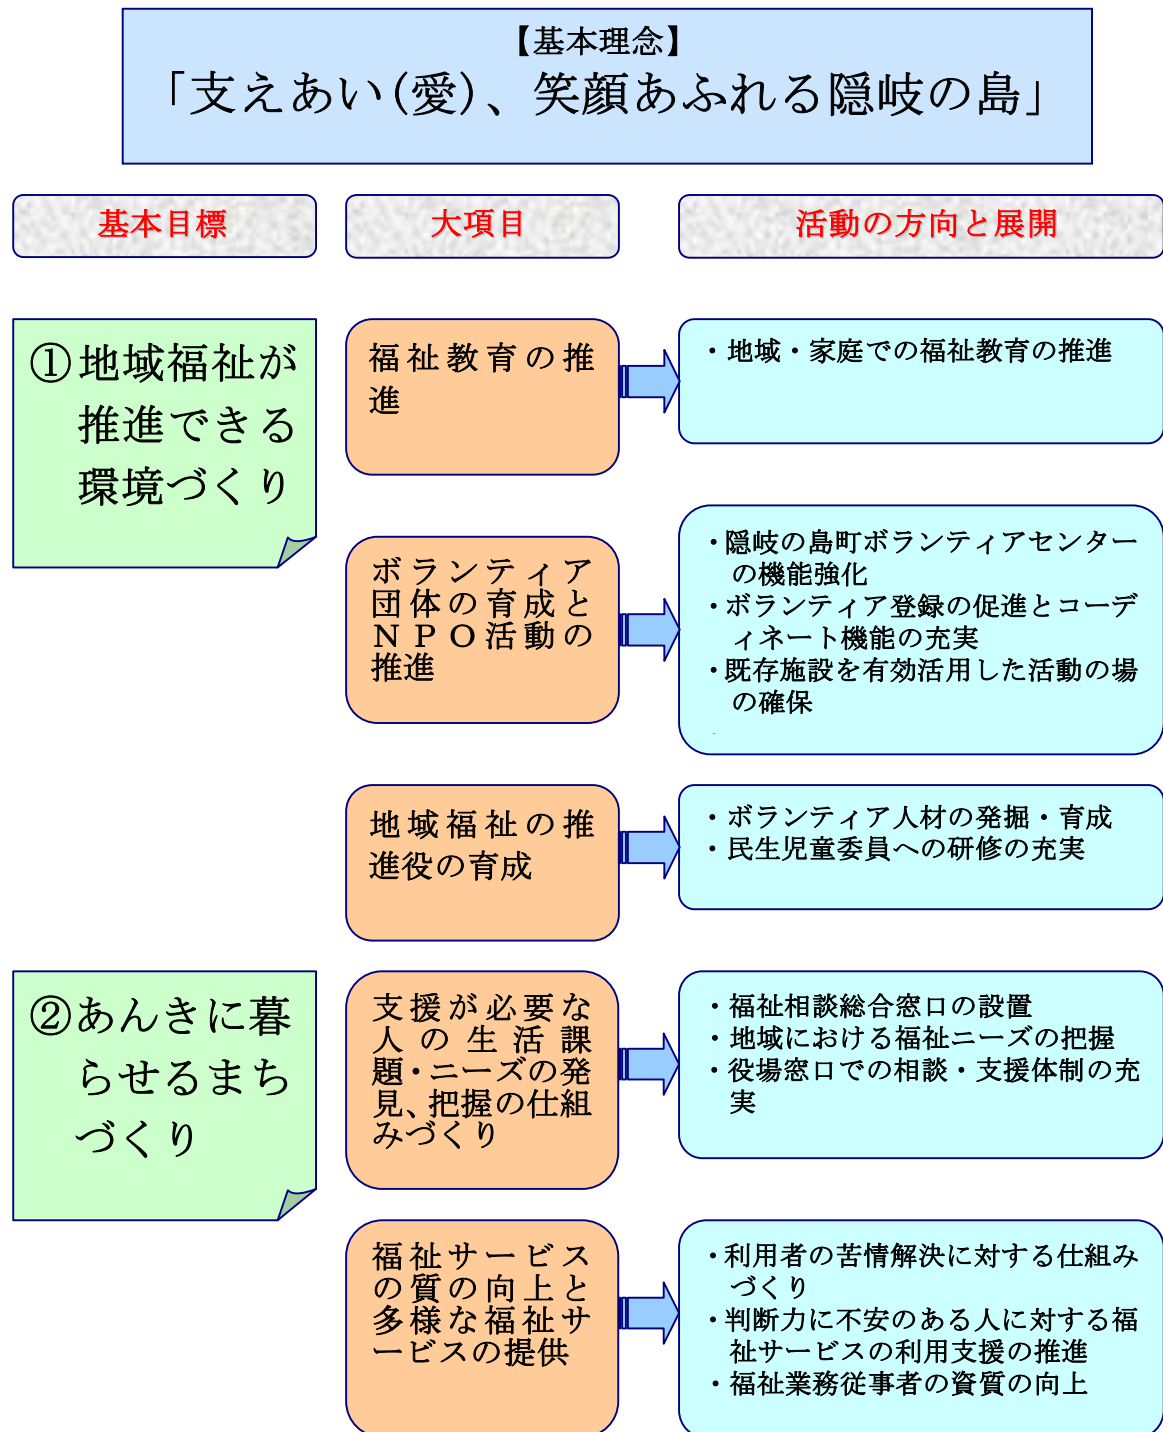 【基本理念】
「支えあい(愛)、笑顔あふれる隠岐の島」
基本目標
大項目
活動の方向と展開
①地域福祉が
推進できる
環境づくり
福祉教育の推
進
・地域・家庭での福祉教育の推進
ボランティア
団体の育成と
ＮＰＯ活動の
推進
・隠岐の島町ボランティアセンター
の機能強化
・ボランティア登録の促進とコーデ
ィネート機能の充実
・既存施設を有効活用した活動の場
の確保
地域福祉の推
進役の育成
・ボランティア人材の発掘・育成
・民生児童委員への研修の充実
②あんきに暮
らせるまち
づくり
支援が必要な
人の生活課
題・ニーズの発
見、把握の仕組
みづくり
・福祉相談総合窓口の設置
・地域における福祉ニーズの把握
・役場窓口での相談・支援体制の充
実
福祉サービス
の質の向上と
多様な福祉サ
ービスの提供
・利用者の苦情解決に対する仕組み
づくり
・判断力に不安のある人に対する福
祉サービスの利用支援の推進
・福祉業務従事者の資質の向上